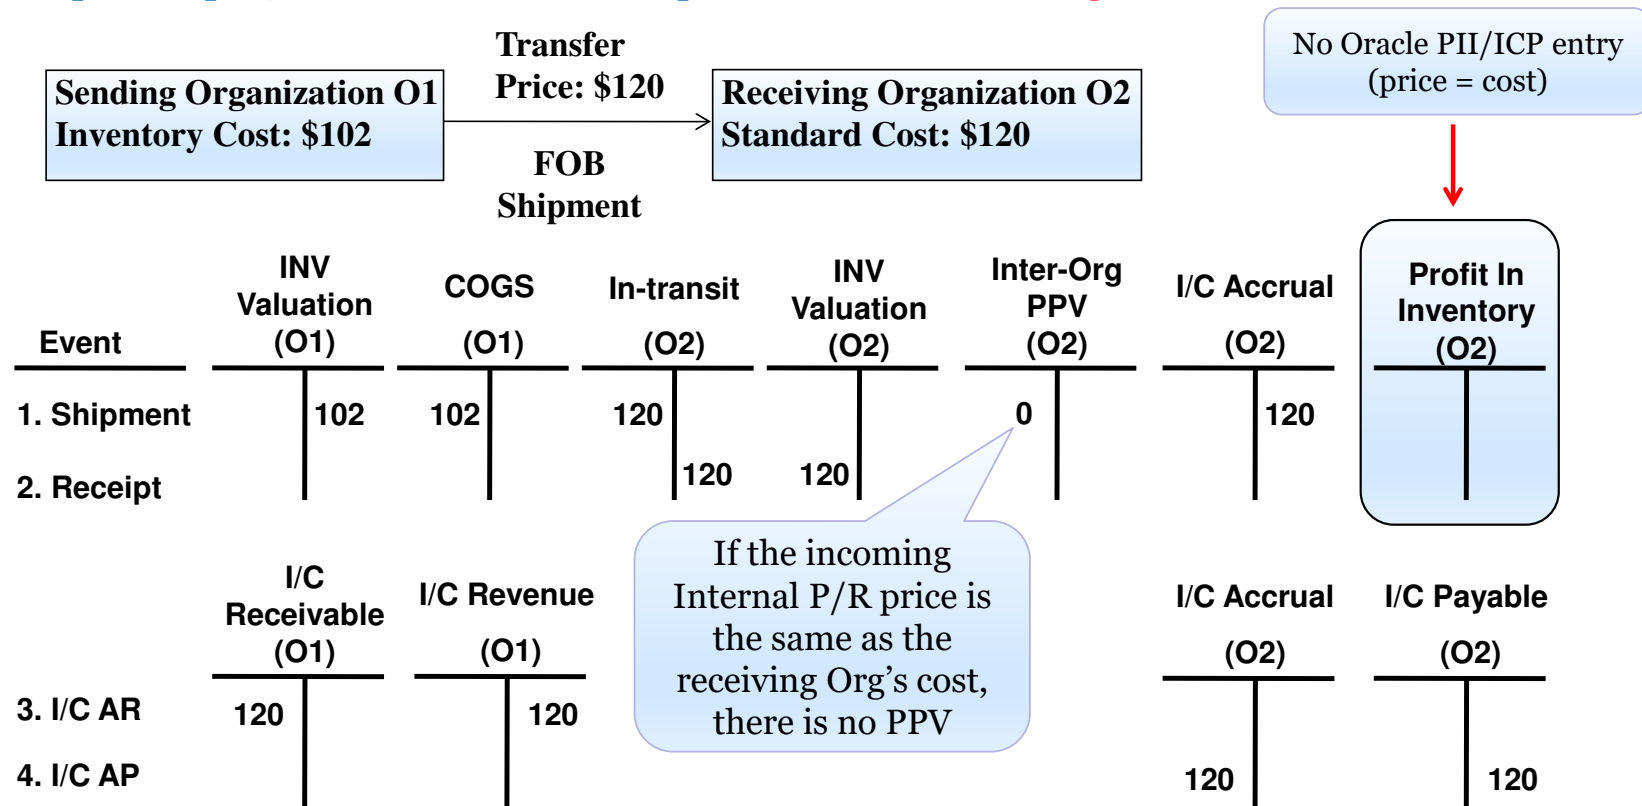 Transfer
Price: $120
No Oracle PII/ICP entry
(price = cost)
Sending Organization O1
Inventory Cost: $102
Receiving Organization O2
Standard Cost: $120
FOB
Shipment
Event
INV
Valuation
(O1)
COGS
(O1)
In-transit
(O2)
INV
Valuation
(O2)
Inter-Org
PPV
(O2)
I/C Accrual
(O2)
Profit In
Inventory
(O2)
1. Shipment 102 102 120 0 120
2. Receipt 120 120
If the incoming
Internal P/R price is
the same as the
receiving Org's cost,
there is no PPV
I/C
Receivable
(O1)
I/C Revenue
(O1)
I/C Accrual
(O2)
I/C Payable
(O2)
3. I/C AR 120 120
4. I/C AP 120 120